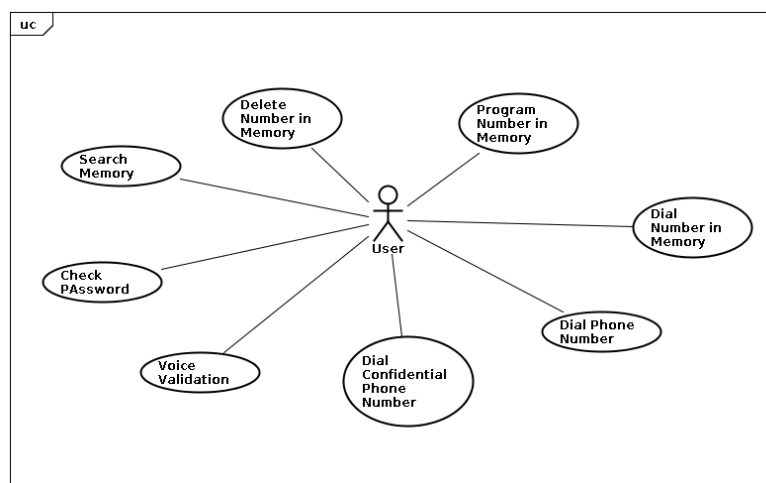 uc
Delete
Number in
Memory
Program
Number in
Memory
Search
Memory
Dial
Number in
Memory
User
Check
PAssword
Dial Phone
Number
Voice
Validation
Dial
Confidential
Phone
Number